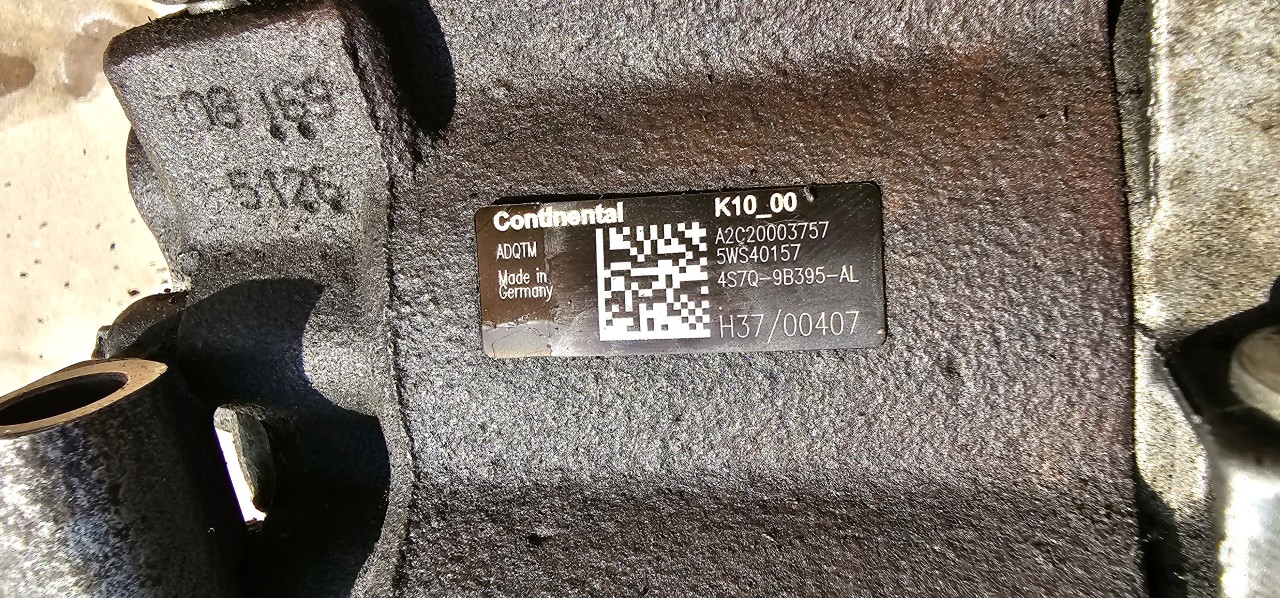 Continental
K10_00
ADQTM
A2C20003757
5WS40157
Made in
Germany
4S7Q-9B395-AL
H37/00407